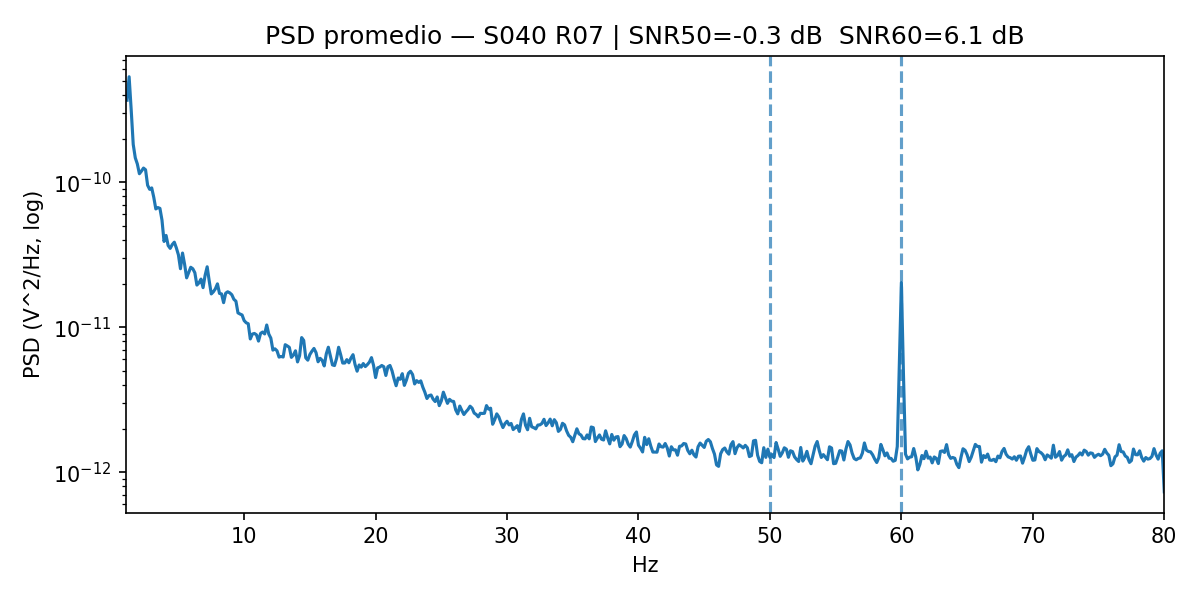 PSD promedio — S040 R07 | SNR50=-0.3 dB  SNR60=6.1 dB
PSD (V^2/Hz, log)
10⁻¹⁰
10⁻¹¹
10⁻¹²
10 20 30 40 50 60 70 80
Hz